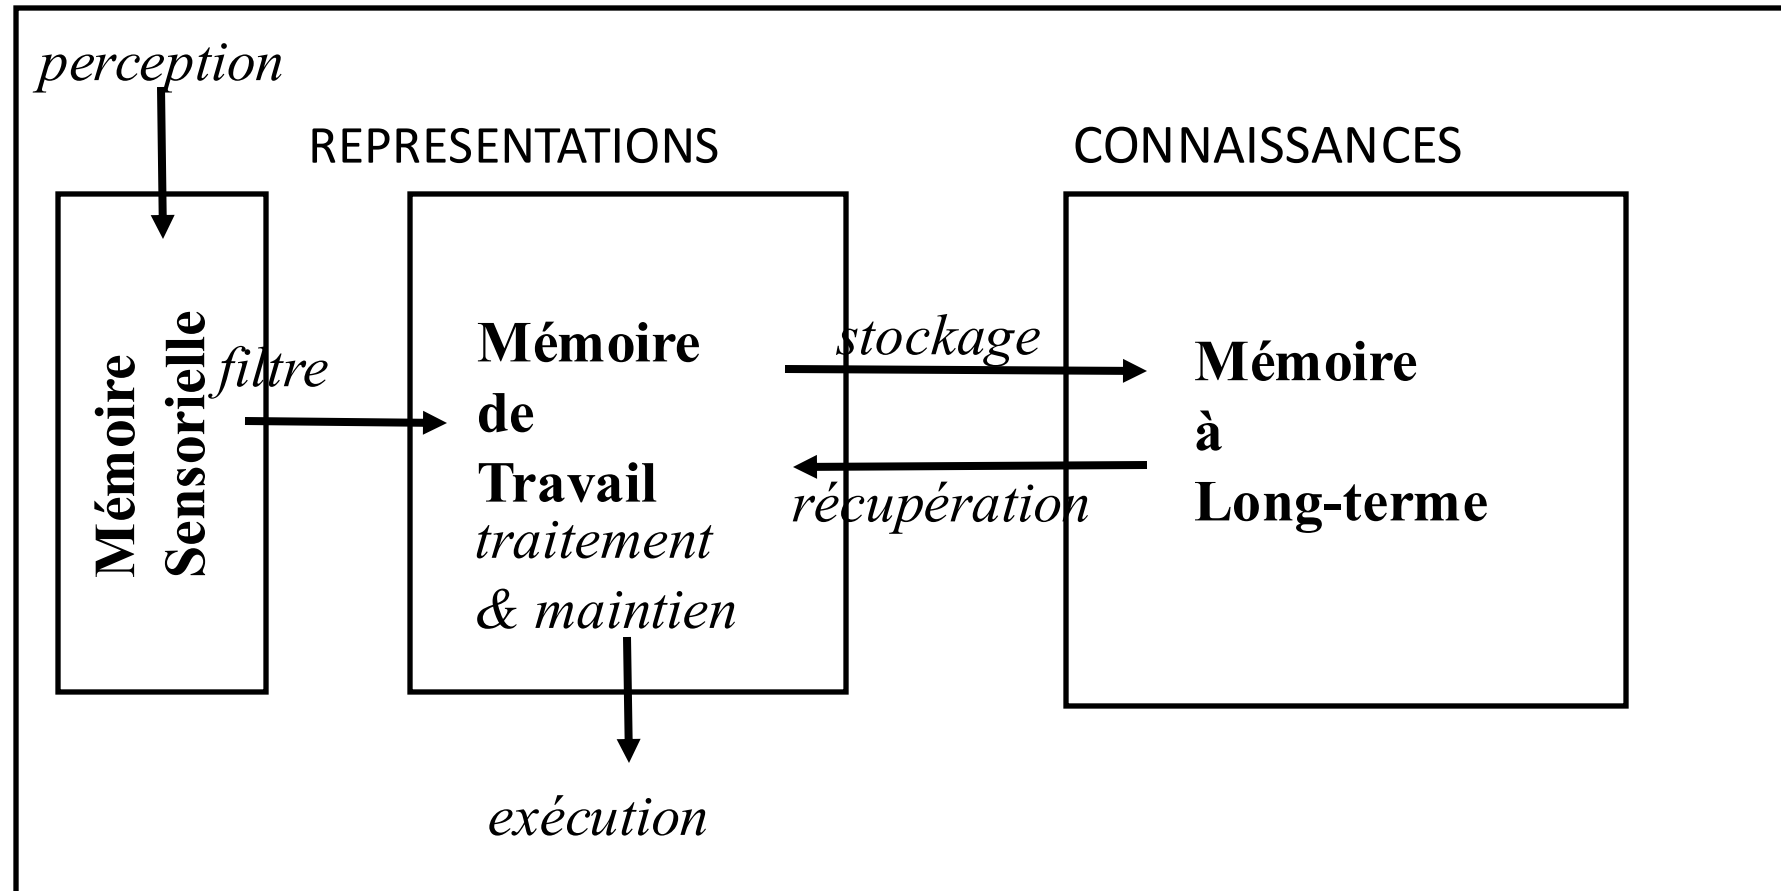 perception
REPRESENTATIONS
CONNAISSANCES
Mémoire
Sensorielle
filtre
Mémoire
de
Travail
traitement
& maintien
stockage
récupération
Mémoire
à
Long-terme
exécution